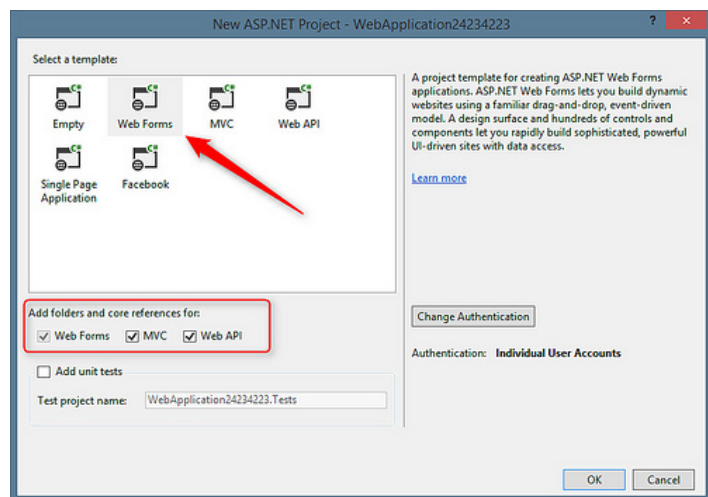 New ASP.NET Project - WebApplication24234223
?
Select a template:
Empty
Web Forms
MVC
Web API
Single Page
Application
Facebook
A project template for creating ASP.NET Web Forms
applications. ASP.NET Web Forms lets you build dynamic
websites using a familiar drag-and-drop, event-driven
model. A design surface and hundreds of controls and
components let you rapidly build sophisticated, powerful
UI-driven sites with data access.
Learn more
Add folders and core references for:
Web Forms
MVC
Web API
Add unit tests
Test project name:
WebApplication24234223.Tests
Change Authentication
Authentication: Individual User Accounts
OK
Cancel